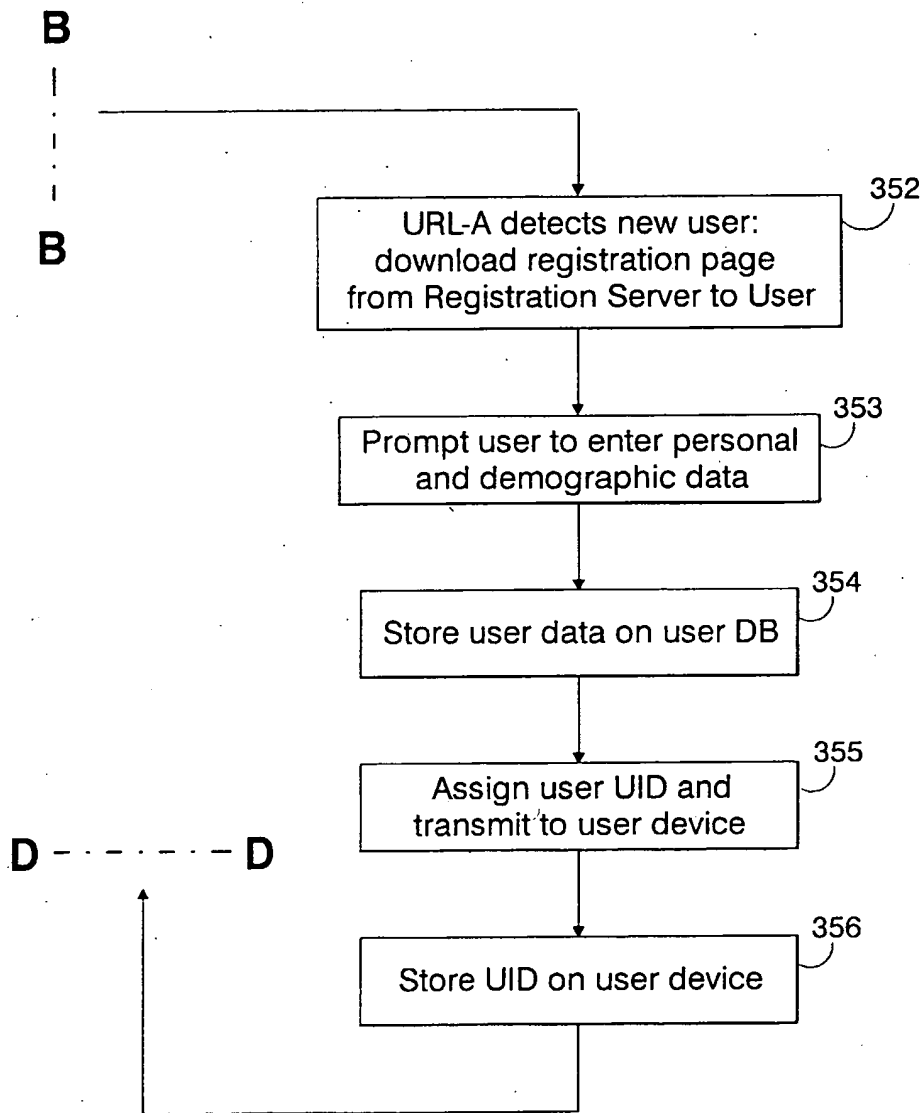 B
B
352
URL-A detects new user:
download registration page
from Registration Server to User
353
Prompt user to enter personal
and demographic data
354
Store user data on user DB
355
Assign user UID and
transmit to user device
D D
356
Store UID on user device